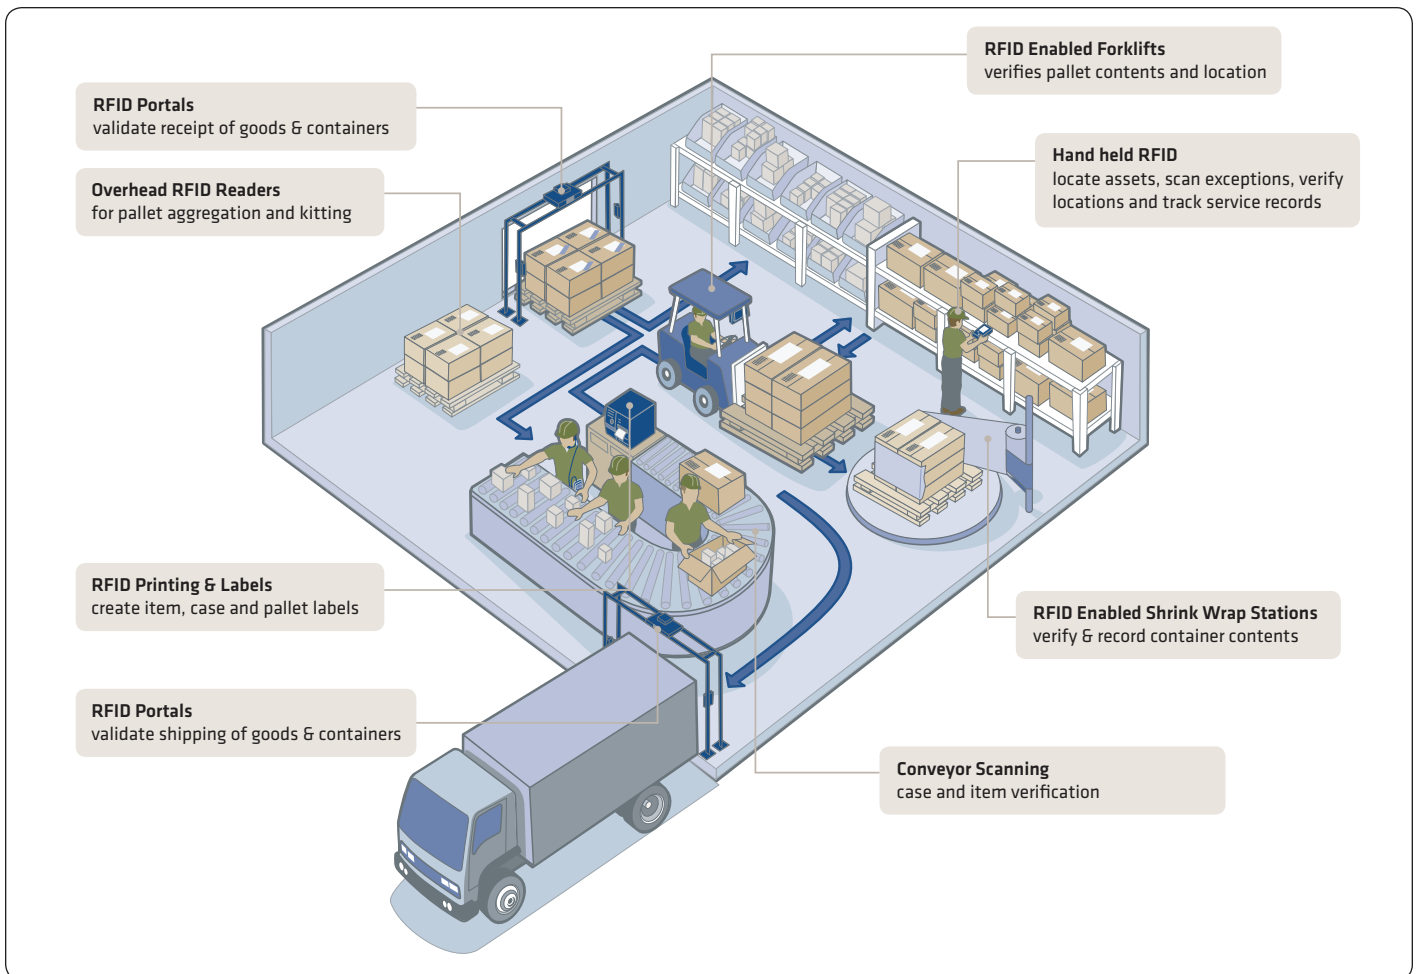 RFID Enabled Forklifts
verifies pallet contents and location
RFID Portals
validate receipt of goods & containers
Hand held RFID
locate assets, scan exceptions, verify
locations and track service records
Overhead RFID Readers
for pallet aggregation and kitting
RFID Printing & Labels
create item, case and pallet labels
RFID Enabled Shrink Wrap Stations
verify & record container contents
RFID Portals
validate shipping of goods & containers
Conveyor Scanning
case and item verification